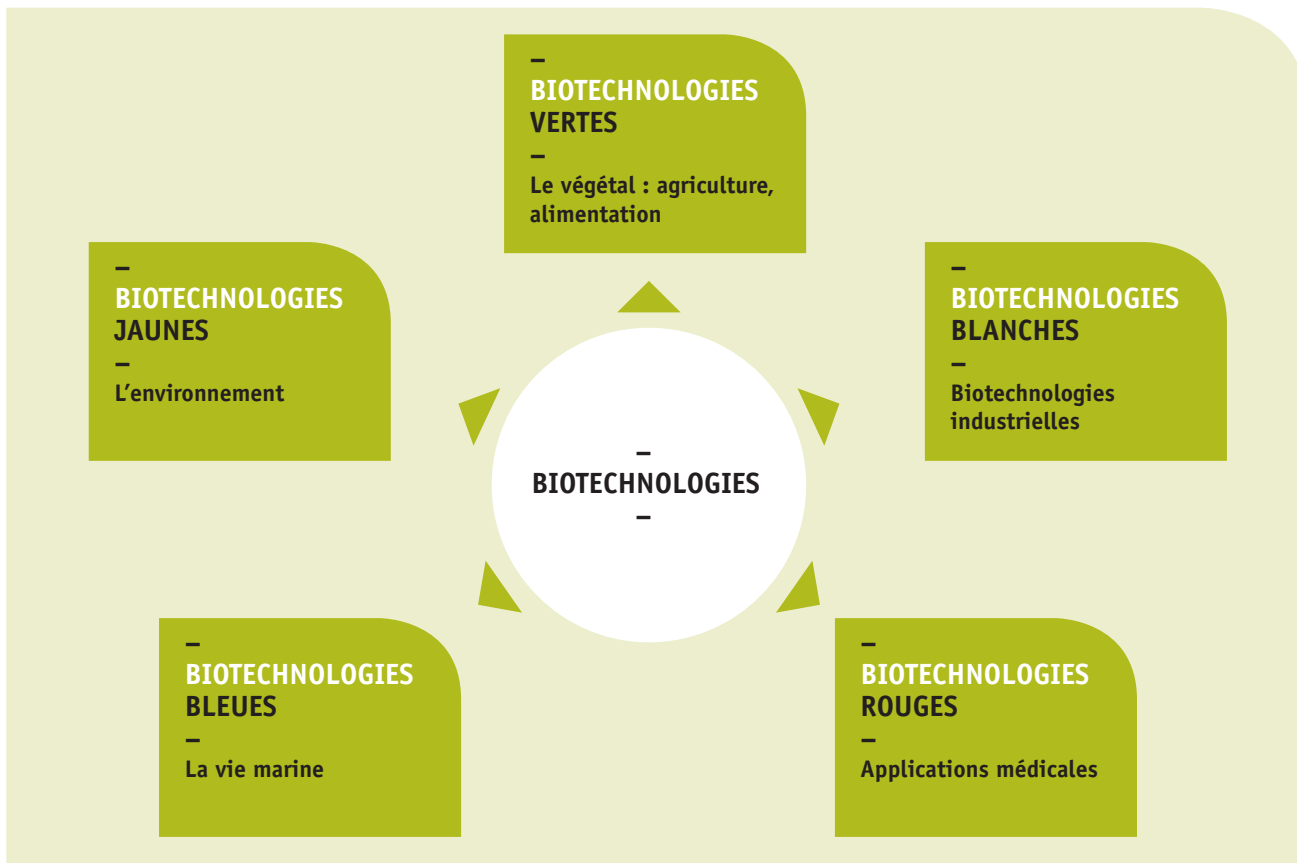 –
BIOTECHNOLOGIES
VERTES
–
Le végétal : agriculture,
alimentation
–
BIOTECHNOLOGIES
JAUNES
–
L’environnement
–
BIOTECHNOLOGIES
BLANCHES
–
Biotechnologies
industrielles
–
BIOTECHNOLOGIES
–
–
BIOTECHNOLOGIES
BLEUES
–
La vie marine
–
BIOTECHNOLOGIES
ROUGES
–
Applications médicales